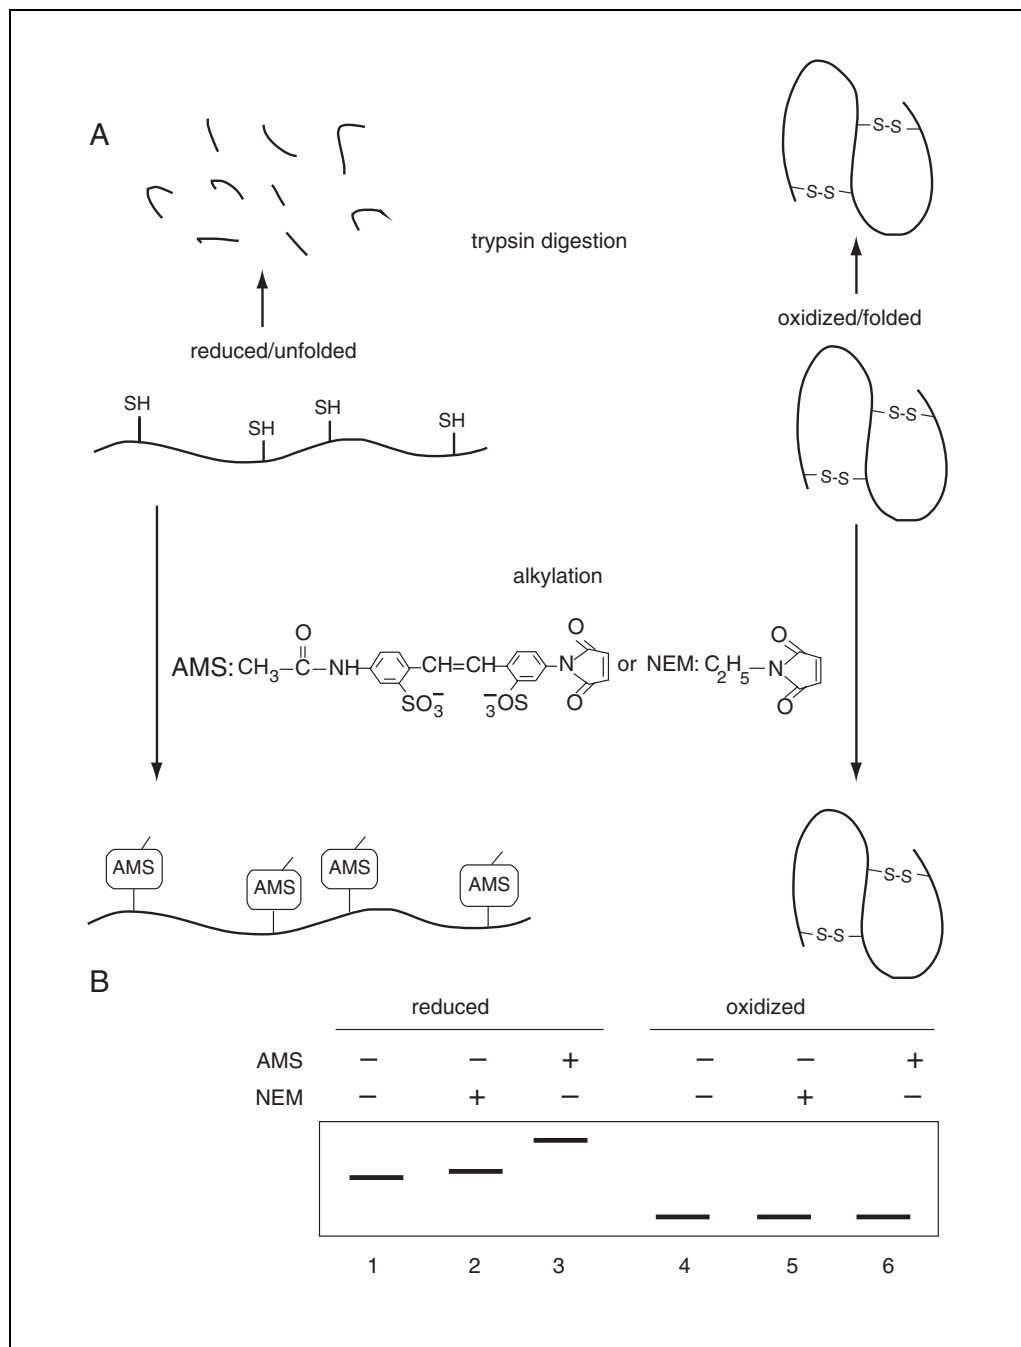 A
S-S
S-S
trypsin digestion
oxidized/folded
reduced/unfolded
SH
SH
SH
SH
S-S
S-S
alkylation
AMS: CH3—C—NH— —CH=CH— —N or NEM: C2H5—N
O
O
O
O
O
SO3−
−3OS
AMS
AMS
AMS
AMS
S-S
S-S
B
reduced oxidized
AMS − − + − − +
NEM − + − − + −
1 2 3 4 5 6